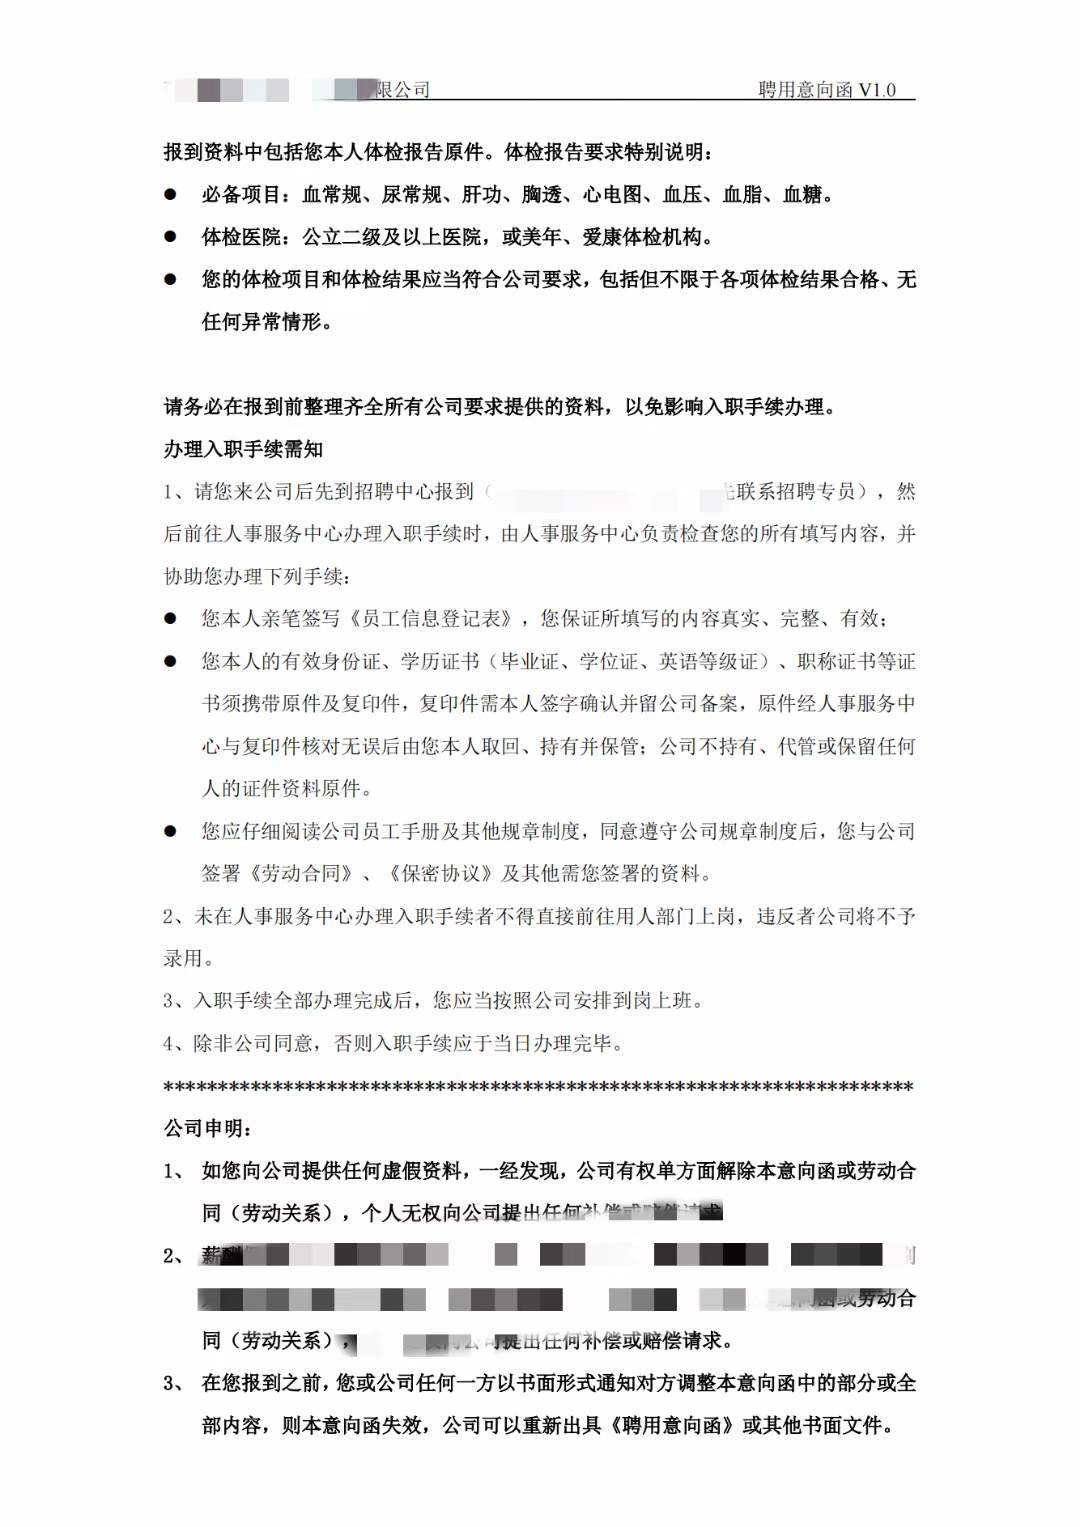 限公司 聘用意向函 V1.0
报到资料中包括您本人体检报告原件。体检报告要求特别说明：
● 必备项目：血常规、尿常规、肝功、胸透、心电图、血压、血脂、血糖。
● 体检医院：公立二级及以上医院，或美年、爱康体检机构。
● 您的体检项目和体检结果应当符合公司要求，包括但不限于各项体检结果合格、无
任何异常情形。
请务必在报到前整理齐全所有公司要求提供的资料，以免影响入职手续办理。
办理入职手续需知
1、请您来公司后先到招聘中心报到（ 联系招聘专员），然
后前往人事服务中心办理入职手续时，由人事服务中心负责检查您的所有填写内容，并
协助您办理下列手续：
● 您本人亲笔签写《员工信息登记表》，您保证所填写的内容真实、完整、有效；
● 您本人的有效身份证、学历证书（毕业证、学位证、英语等级证）、职称证书等证
书须携带原件及复印件，复印件需本人签字确认并留公司备案，原件经人事服务中
心与复印件核对无误后由您本人取回、持有并保管；公司不持有、代管或保留任何
人的证件资料原件。
● 您应仔细阅读公司员工手册及其他规章制度，同意遵守公司规章制度后，您与公司
签署《劳动合同》、《保密协议》及其他需您签署的资料。
2、未在人事服务中心办理入职手续者不得直接前往用人部门上岗，违反者公司将不予
录用。
3、入职手续全部办理完成后，您应当按照公司安排到岗上班。
4、除非公司同意，否则入职手续应于当日办理完毕。
**********************************************************************
公司申明：
1、 如您向公司提供任何虚假资料，一经发现，公司有权单方面解除本意向函或劳动合
同（劳动关系），个人无权向公司提出任何补偿或赔偿请求
2、 薪酬
意向函或劳动合
同（劳动关系）， 公司提出任何补偿或赔偿请求。
3、 在您报到之前，您或公司任何一方以书面形式通知对方调整本意向函中的部分或全
部内容，则本意向函失效，公司可以重新出具《聘用意向函》或其他书面文件。